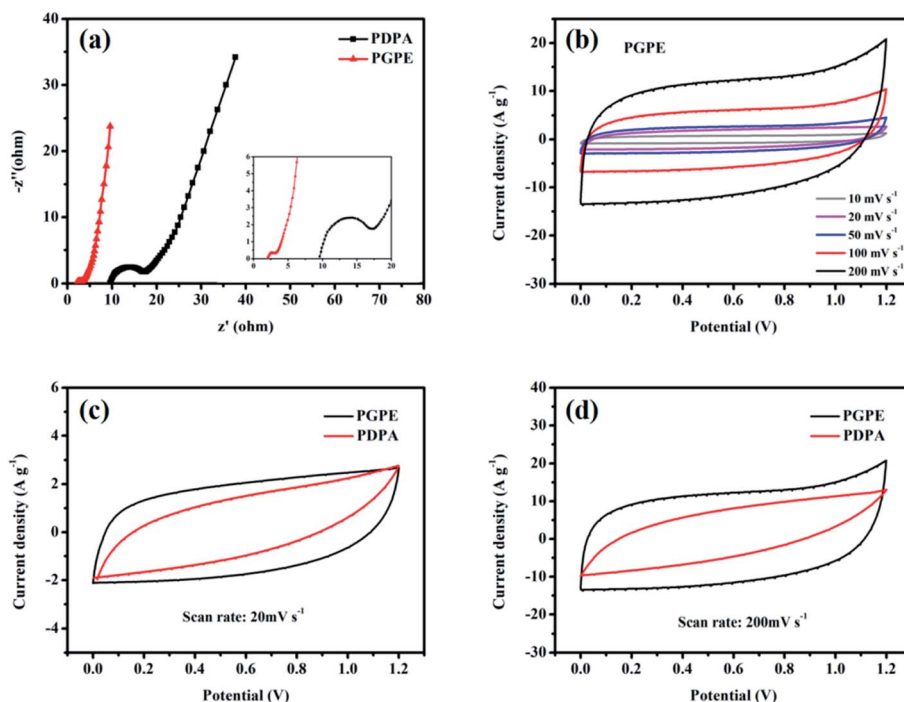 (a)
PDPA
PGPE
40
30
20
10
0
-z''(ohm)
6
5
4
3
2
1
0
0 5 10 15 20
0 10 20 30 40 50 60 70 80
z' (ohm)
(b)
PGPE
20
10
0
-10
-20
-30
Current density (A g⁻¹)
10 mV s⁻¹
20 mV s⁻¹
50 mV s⁻¹
100 mV s⁻¹
200 mV s⁻¹
0.0 0.2 0.4 0.6 0.8 1.0 1.2
Potential (V)
(c)
PGPE
PDPA
6
4
2
0
-2
-4
Current density (A g⁻¹)
Scan rate: 20mV s⁻¹
0.0 0.2 0.4 0.6 0.8 1.0 1.2
Potential (V)
(d)
PGPE
PDPA
40
30
20
10
0
-10
-20
-30
Current density (A g⁻¹)
Scan rate: 200mV s⁻¹
0.0 0.2 0.4 0.6 0.8 1.0 1.2
Potential (V)